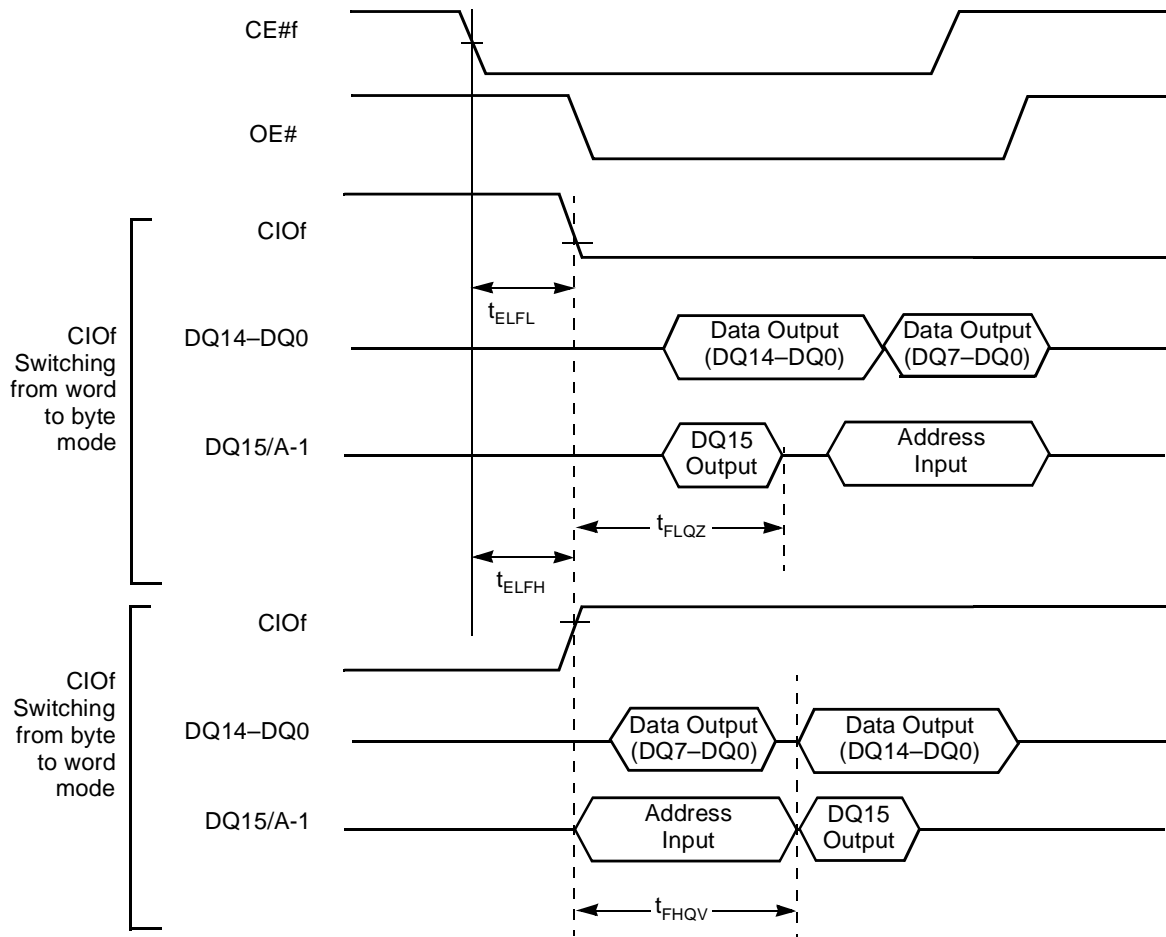 CE#f
OE#
CIOf
Switching
from word
to byte
mode
CIOf
tELFL
DQ14–DQ0
Data Output
(DQ14–DQ0)
Data Output
(DQ7–DQ0)
DQ15/A-1
DQ15
Output
Address
Input
tFLQZ
tELFH
CIOf
Switching
from byte
to word
mode
CIOf
DQ14–DQ0
Data Output
(DQ7–DQ0)
Data Output
(DQ14–DQ0)
DQ15/A-1
Address
Input
DQ15
Output
tFHQV